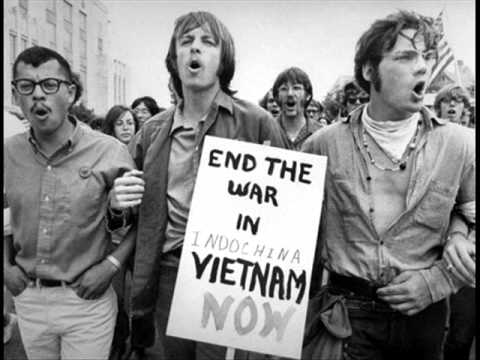 END THE
WAR
IN
INDOCHINA
VIETNAM
NOW